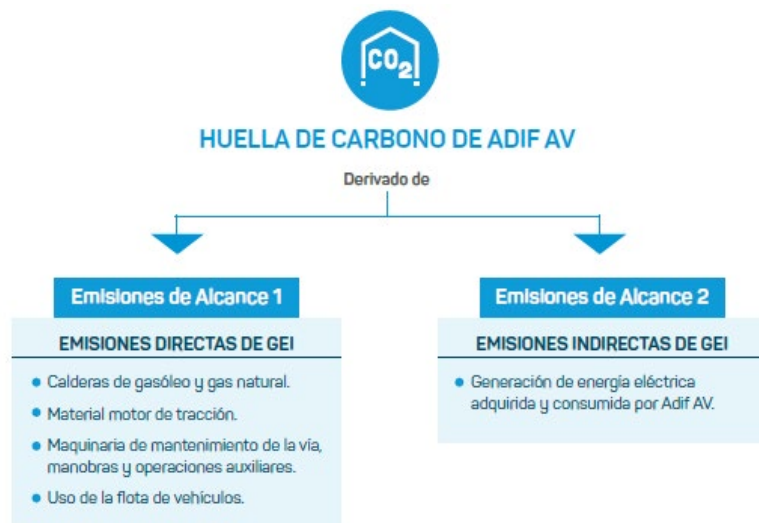 CO2
HUELLA DE CARBONO DE ADIF AV
Derivado de
Emisiones de Alcance 1
EMISIONES DIRECTAS DE GEI
Calderas de gasóleo y gas natural.
Material motor de tracción.
Maquinaria de mantenimiento de la vía,
manobras y operaciones auxiliares.
Uso de la flota de vehículos.
Emisiones de Alcance 2
EMISIONES INDIRECTAS DE GEI
Generación de energía eléctrica
adquirida y consumida por Adif AV.